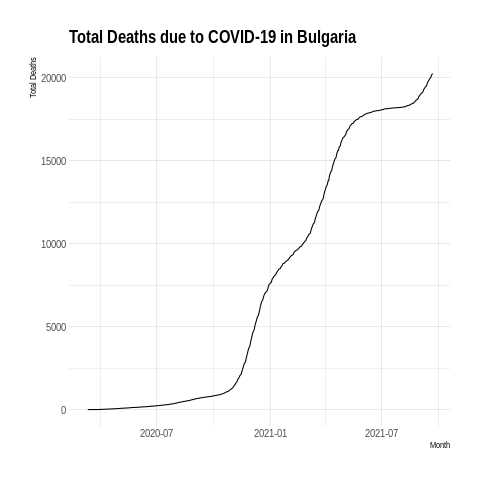 Total Deaths due to COVID-19 in Bulgaria
Total Deaths
20000
15000
10000
5000
0
2020-07 2021-01 2021-07
Month